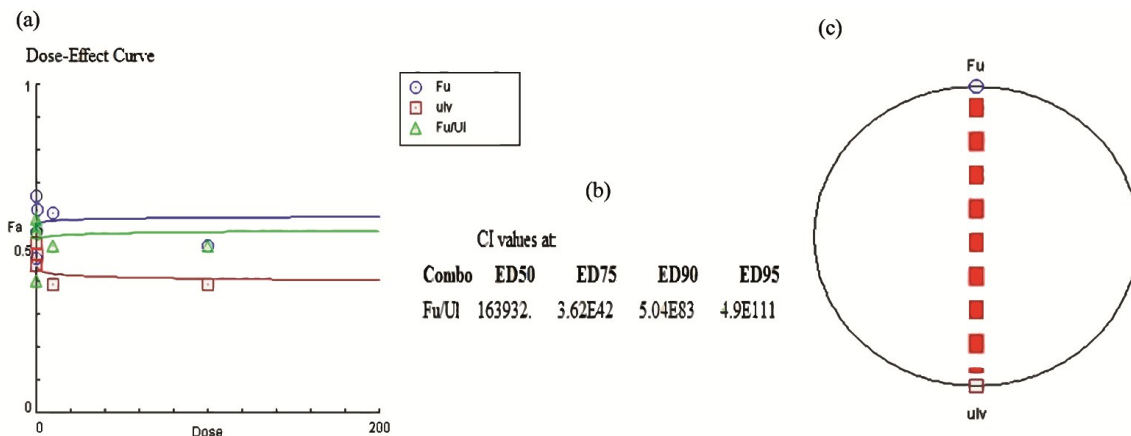 (a)
Dose-Effect Curve
1
Fa
0.5
0
0
Dose
200
Fu
ulv
Fu/Ul
(b)
CI values at:
Combo ED50 ED75 ED90 ED95
Fu/Ul 163932. 3.62E42 5.04E83 4.9E111
(c)
Fu
ulv